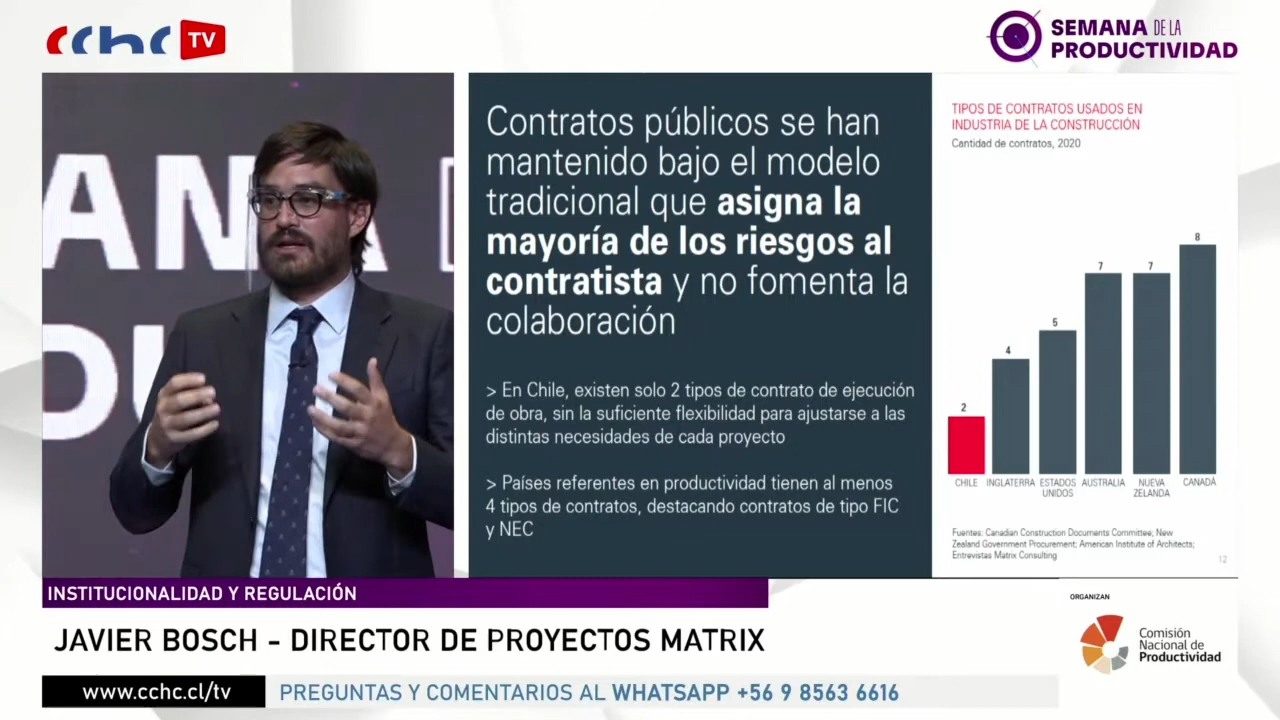 cchc TV
SEMANA DE LA
PRODUCTIVIDAD
Contratos públicos se han
mantenido bajo el modelo
tradicional que asigna la
mayoría de los riesgos al
contratista y no fomenta la
colaboración
> En Chile, existen solo 2 tipos de contrato de ejecución
de obra, sin la suficiente flexibilidad para ajustarse a las
distintas necesidades de cada proyecto
> Países referentes en productividad tienen al menos
4 tipos de contratos, destacando contratos de tipo FIC
y NEC
TIPOS DE CONTRATOS USADOS EN
INDUSTRIA DE LA CONSTRUCCIÓN
Cantidad de contratos, 2020
2
4
5
7
7
8
CHILE
INGLATERRA
ESTADOS
UNIDOS
AUSTRALIA
NUEVA
ZELANDA
CANADÁ
Fuentes: Canadian Construction Documents Committee; New
Zealand Government Procurement; American Institute of Architects;
Entrevistas Matrix Consulting
12
INSTITUCIONALIDAD Y REGULACIÓN
JAVIER BOSCH – DIRECTOR DE PROYECTOS MATRIX
www.cchc.cl/tv
PREGUNTAS Y COMENTARIOS AL WHATSAPP +56 9 8563 6616
ORGANIZAN
Comisión
Nacional de
Productividad